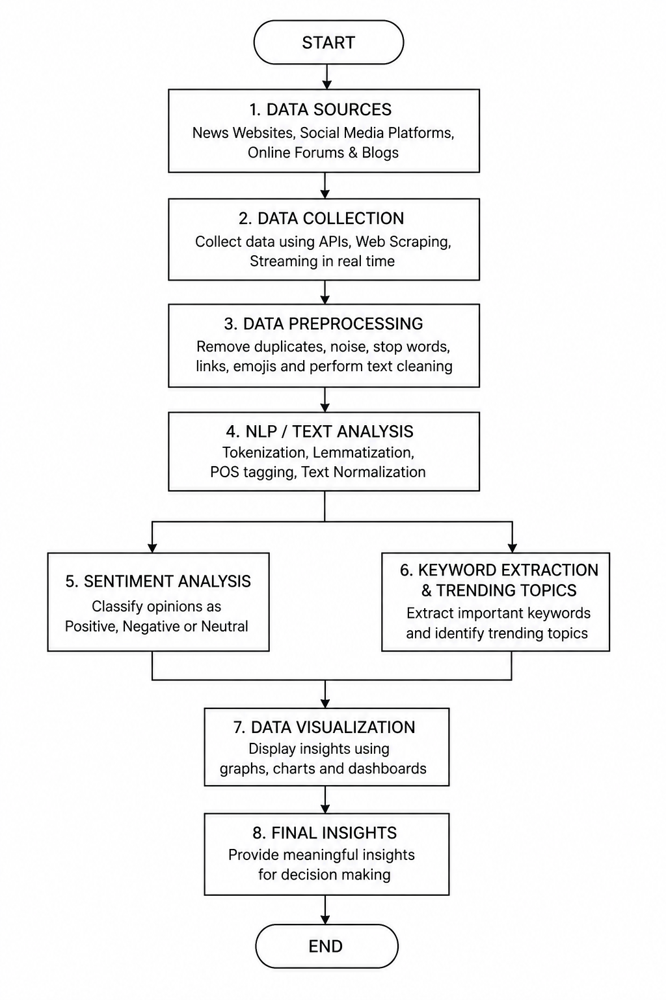 START
1. DATA SOURCES
News Websites, Social Media Platforms,
Online Forums & Blogs
2. DATA COLLECTION
Collect data using APIs, Web Scraping,
Streaming in real time
3. DATA PREPROCESSING
Remove duplicates, noise, stop words,
links, emojis and perform text cleaning
4. NLP / TEXT ANALYSIS
Tokenization, Lemmatization,
POS tagging, Text Normalization
5. SENTIMENT ANALYSIS
Classify opinions as
Positive, Negative or Neutral
6. KEYWORD EXTRACTION
& TRENDING TOPICS
Extract important keywords
and identify trending topics
7. DATA VISUALIZATION
Display insights using
graphs, charts and dashboards
8. FINAL INSIGHTS
Provide meaningful insights
for decision making
END